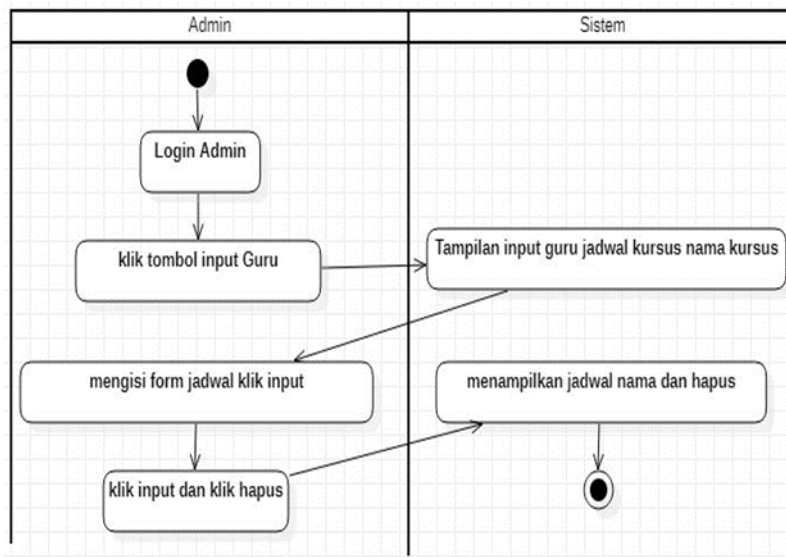 Admin
Sistem
Login Admin
klik tombol input Guru
Tampilan input guru jadwal kursus nama kursus
mengisi form jadwal klik input
menampilkan jadwal nama dan hapus
klik input dan klik hapus